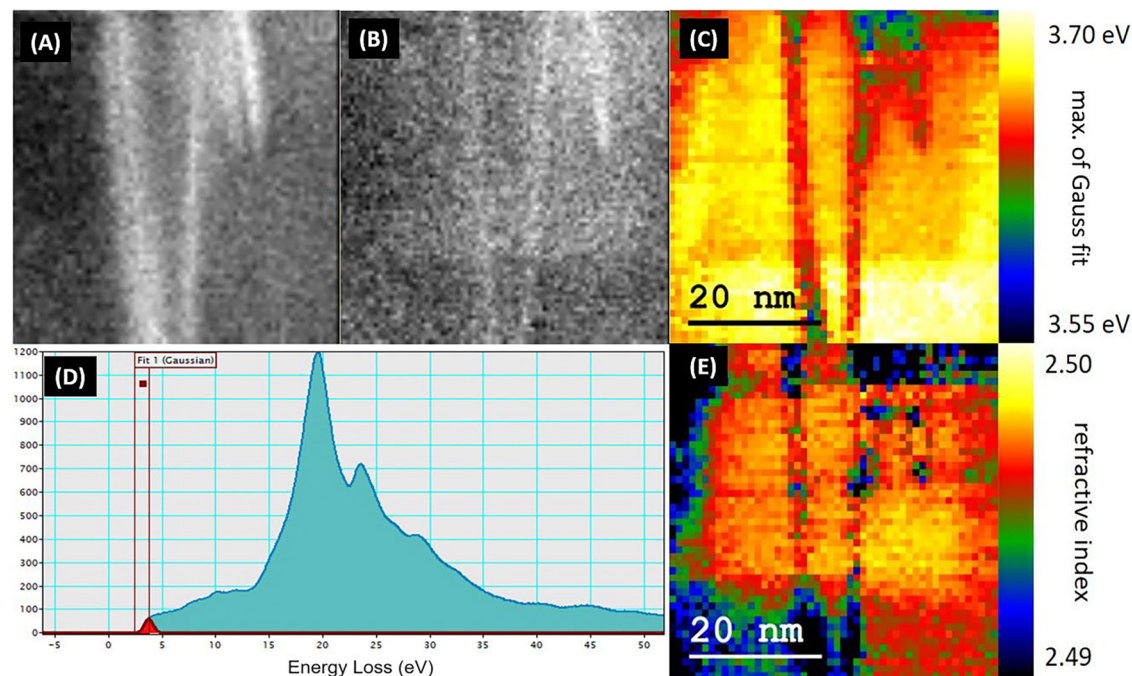 (A)
(B)
(C)
20 nm
3.70 eV
max. of Gauss fit
3.55 eV
(D)
Fit 1 (Gaussian)
1200
1100
1000
900
800
700
600
500
400
300
200
100
0
-5 0 5 10 15 20 25 30 35 40 45 50
Energy Loss (eV)
(E)
20 nm
2.50
refractive index
2.49